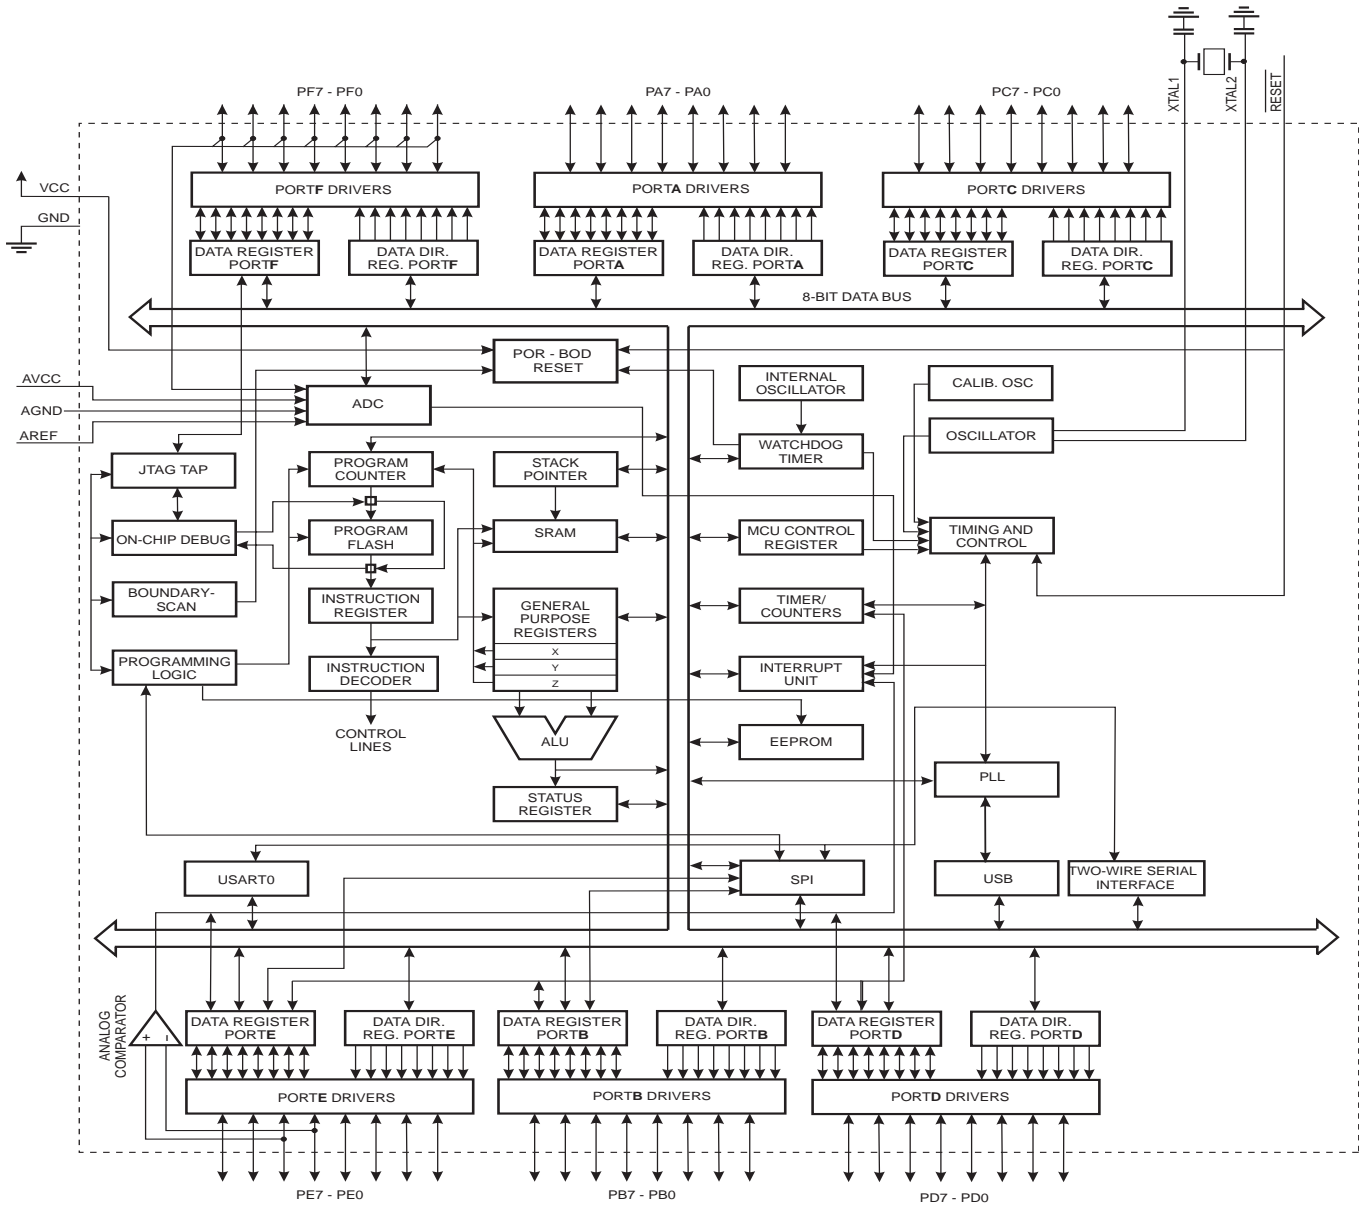 XTAL1
XTAL2
RESET
PF7 - PF0
PA7 - PA0
PC7 - PC0
VCC
GND
PORTF DRIVERS
PORTA DRIVERS
PORTC DRIVERS
DATA REGISTER
PORTF
DATA DIR.
REG. PORTF
DATA REGISTER
PORTA
DATA DIR.
REG. PORTA
DATA REGISTER
PORTC
DATA DIR.
REG. PORTC
8-BIT DATA BUS
POR - BOD
RESET
INTERNAL
OSCILLATOR
CALIB. OSC
AVCC
AGND
AREF
ADC
OSCILLATOR
WATCHDOG
TIMER
JTAG TAP
PROGRAM
COUNTER
STACK
POINTER
ON-CHIP DEBUG
PROGRAM
FLASH
SRAM
MCU CONTROL
REGISTER
TIMING AND
CONTROL
BOUNDARY-
SCAN
INSTRUCTION
REGISTER
GENERAL
PURPOSE
REGISTERS
X
Y
Z
TIMER/
COUNTERS
PROGRAMMING
LOGIC
INSTRUCTION
DECODER
INTERRUPT
UNIT
CONTROL
LINES
ALU
EEPROM
PLL
STATUS
REGISTER
USART0
SPI
USB
TWO-WIRE SERIAL
INTERFACE
ANALOG
COMPARATOR
+
-
DATA REGISTER
PORTE
DATA DIR.
REG. PORTE
DATA REGISTER
PORTB
DATA DIR.
REG. PORTB
DATA REGISTER
PORTD
DATA DIR.
REG. PORTD
PORTE DRIVERS
PORTB DRIVERS
PORTD DRIVERS
PE7 - PE0
PB7 - PB0
PD7 - PD0